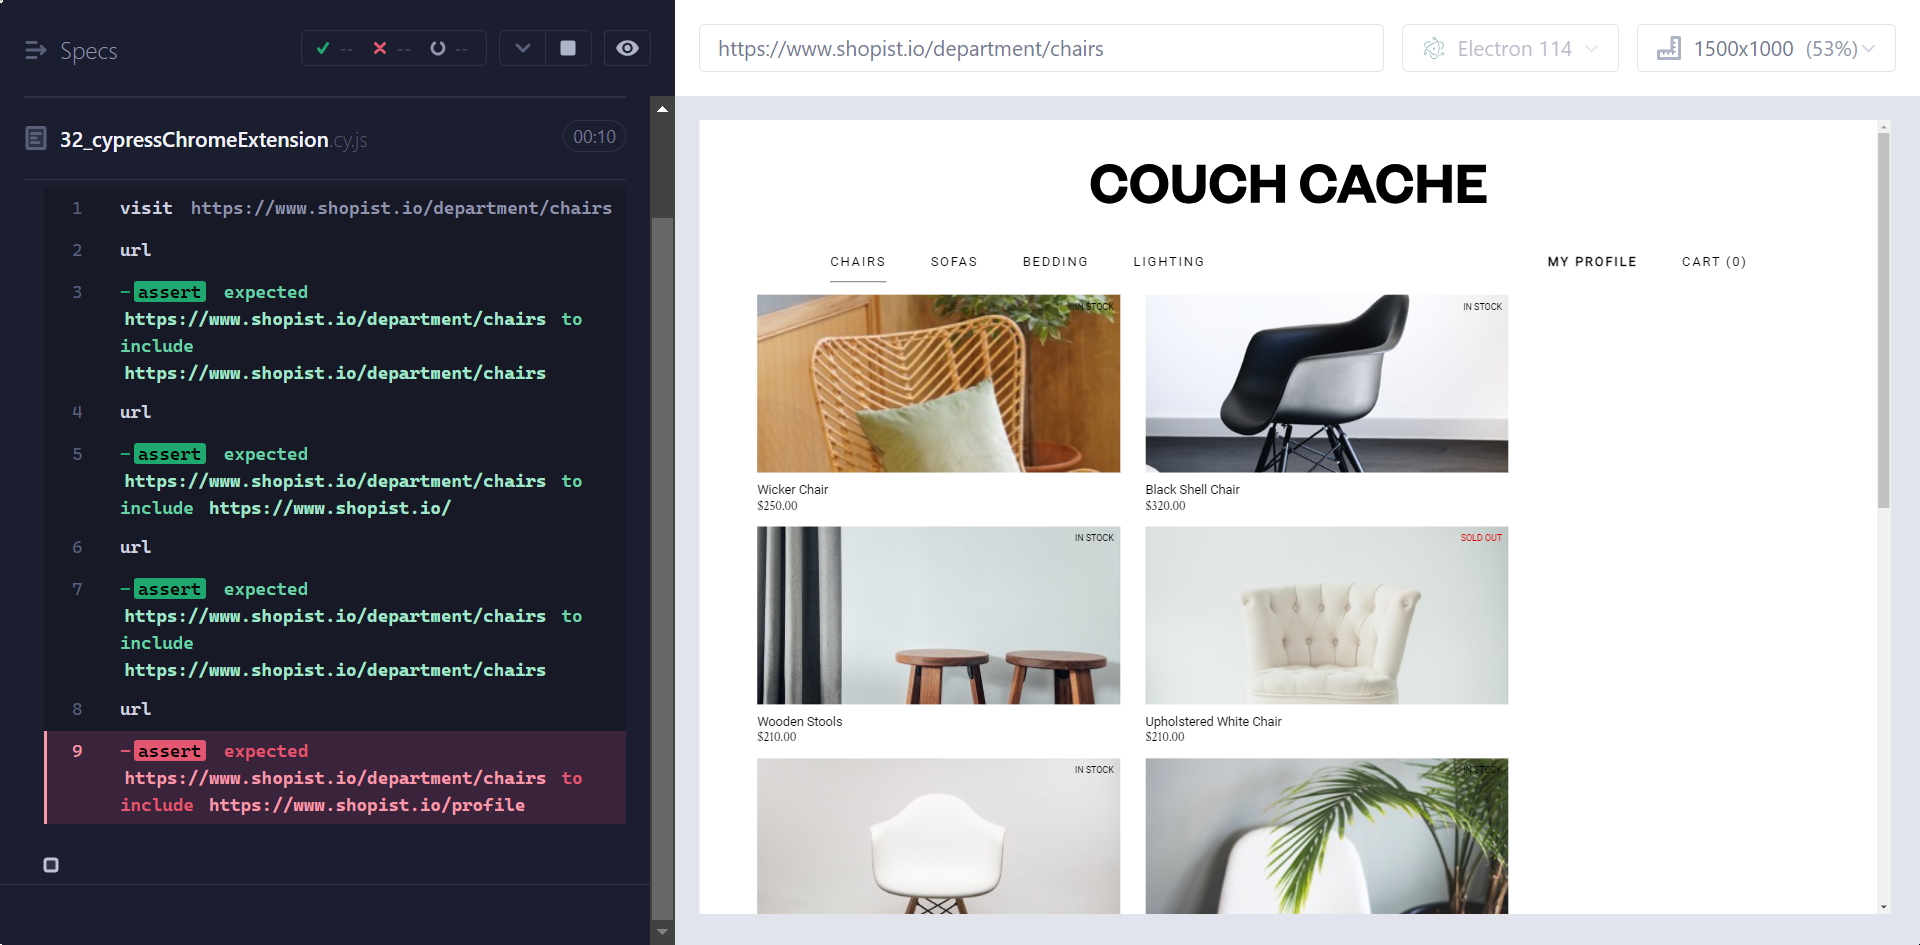 Specs
-- -- --
32_cypressChromeExtension.cy.js 00:10
1 visit https://www.shopist.io/department/chairs
2 url
3 -assert expected
https://www.shopist.io/department/chairs to
include
https://www.shopist.io/department/chairs
4 url
5 -assert expected
https://www.shopist.io/department/chairs to
include https://www.shopist.io/
6 url
7 -assert expected
https://www.shopist.io/department/chairs to
include
https://www.shopist.io/department/chairs
8 url
9 -assert expected
https://www.shopist.io/department/chairs to
include https://www.shopist.io/profile
https://www.shopist.io/department/chairs Electron 114 1500x1000 (53%)
COUCH CACHE
CHAIRS SOFAS BEDDING LIGHTING MY PROFILE CART (0)
IN STOCK IN STOCK
Wicker Chair Black Shell Chair
$250.00 $320.00
IN STOCK SOLD OUT
Wooden Stools Upholstered White Chair
$210.00 $210.00
IN STOCK IN STOCK